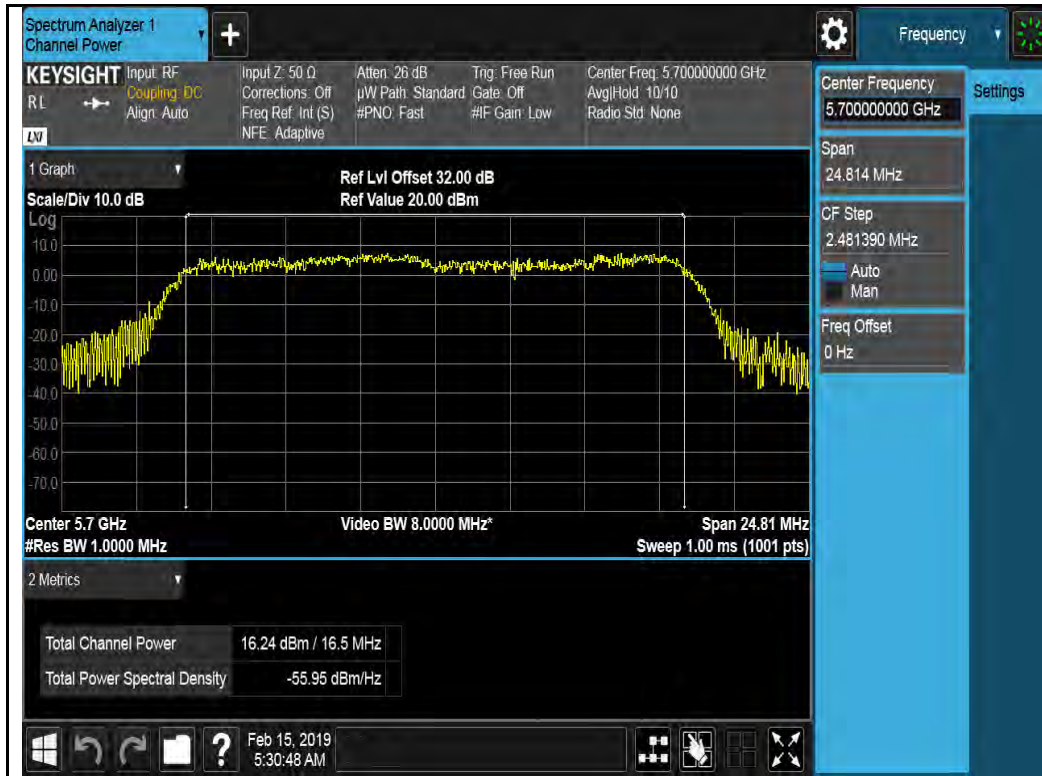 Spectrum Analyzer 1
Channel Power
+
Frequency
KEYSIGHT
RL
LXI
Input: RF
Coupling: DC
Align: Auto
Input Z: 50 Ω
Corrections: Off
Freq Ref: Int (S)
NFE: Adaptive
Atten: 26 dB
µW Path: Standard
#PNO: Fast
Trig: Free Run
Gate: Off
#IF Gain: Low
Center Freq: 5.700000000 GHz
Avg|Hold: 10/10
Radio Std: None
Center Frequency
5.700000000 GHz
Settings
Span
24.814 MHz
CF Step
2.481390 MHz
Auto
Man
Freq Offset
0 Hz
1 Graph
Scale/Div 10.0 dB
Ref Lvl Offset 32.00 dB
Ref Value 20.00 dBm
Log
10.0
0.00
-10.0
-20.0
-30.0
-40.0
-50.0
-60.0
-70.0
Center 5.7 GHz
#Res BW 1.0000 MHz
Video BW 8.0000 MHz*
Span 24.81 MHz
Sweep 1.00 ms (1001 pts)
2 Metrics
Total Channel Power 16.24 dBm / 16.5 MHz
Total Power Spectral Density -55.95 dBm/Hz
?
Feb 15, 2019
5:30:48 AM